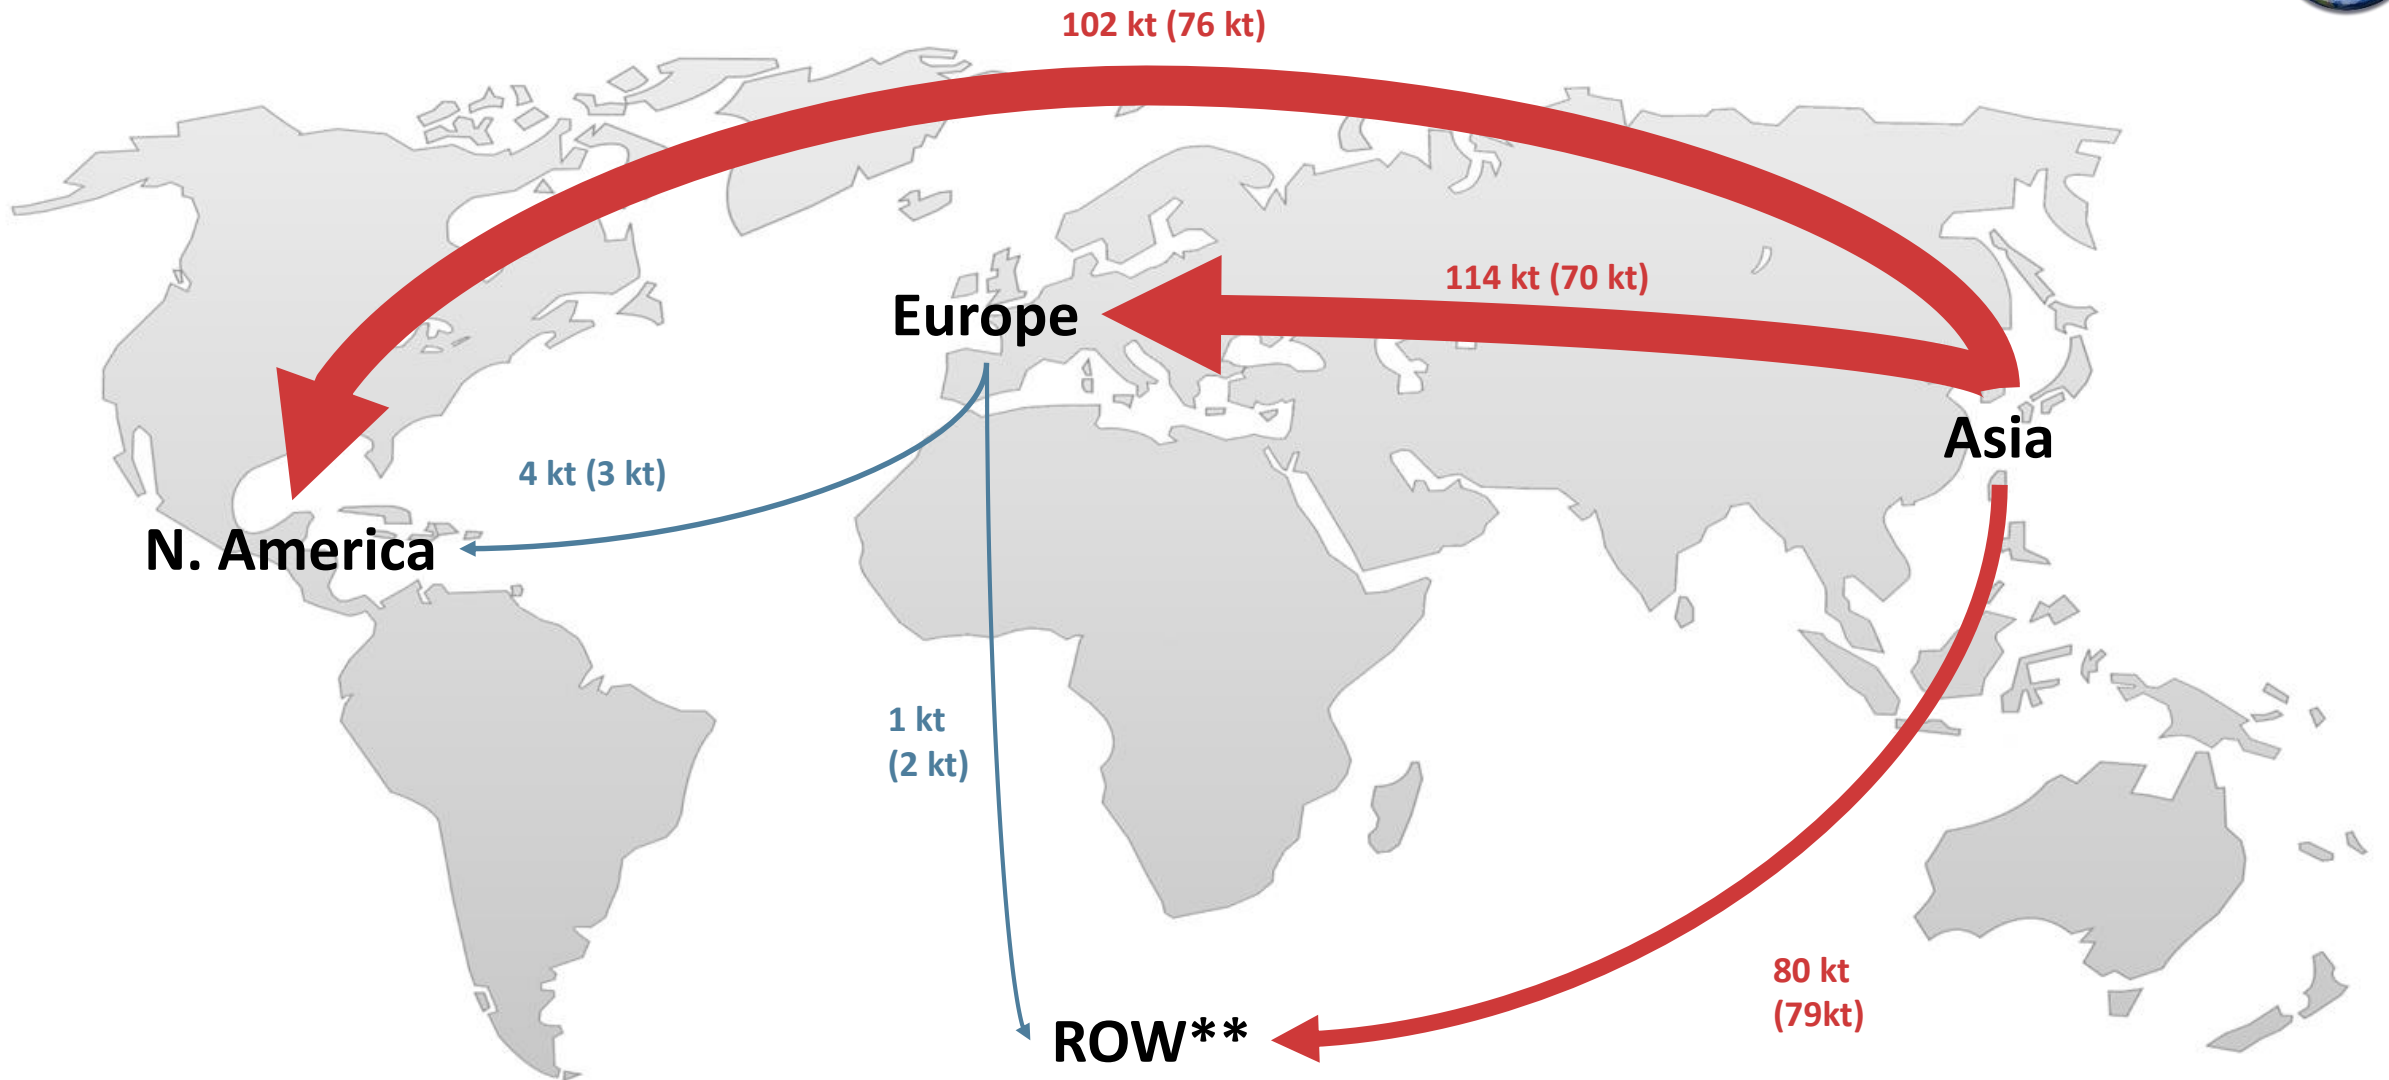 102 kt (76 kt)
114 kt (70 kt)
Europe
Asia
4 kt (3 kt)
N. America
1 kt
(2 kt)
80 kt
(79kt)
ROW**